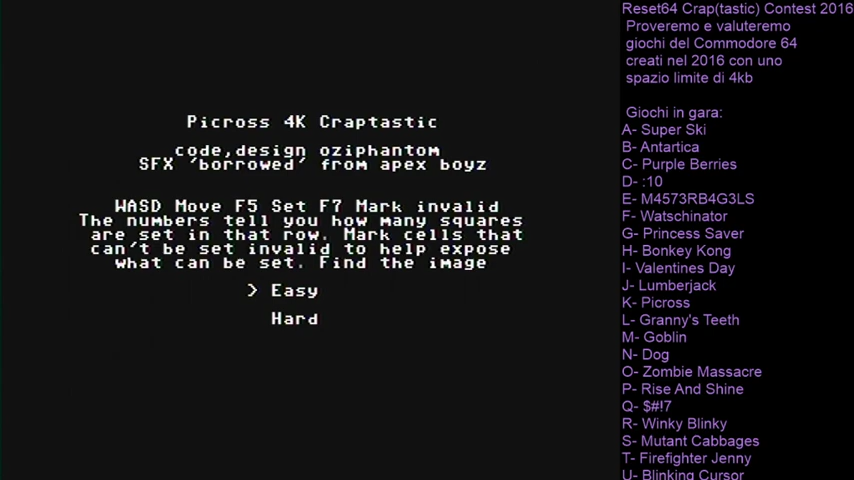 Picross 4K Craptastic
code,design oziphantom
SFX 'borrowed' from apex boyz
WASD Move F5 Set F7 Mark invalid
The numbers tell you how many squares
are set in that row. Mark cells that
can't be set invalid to help expose
what can be set. Find the image
> Easy
Hard
Reset64 Crap(tastic) Contest 2016
Proveremo e valuteremo
giochi del Commodore 64
creati nel 2016 con uno
spazio limite di 4kb
Giochi in gara:
A- Super Ski
B- Antartica
C- Purple Berries
D- :10
E- M4573RB4G3LS
F- Watschinator
G- Princess Saver
H- Bonkey Kong
I- Valentines Day
J- Lumberjack
K- Picross
L- Granny's Teeth
M- Goblin
N- Dog
O- Zombie Massacre
P- Rise And Shine
Q- $#!7
R- Winky Blinky
S- Mutant Cabbages
T- Firefighter Jenny
U- Blinking Cursor